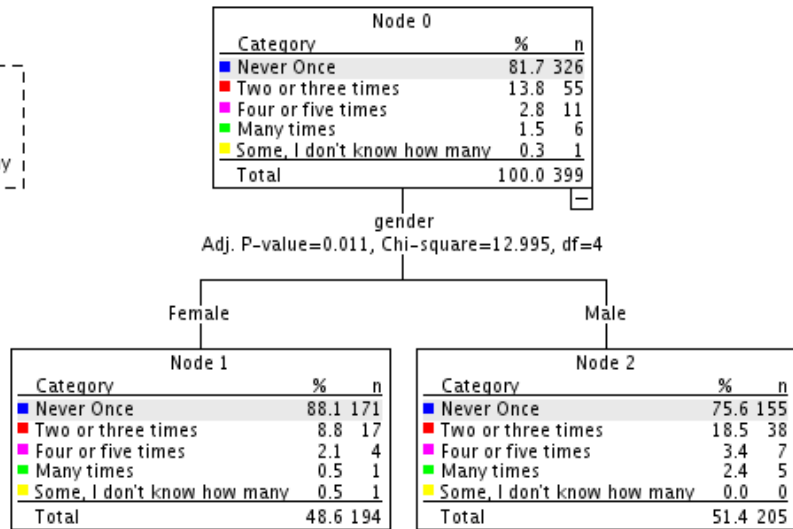 Node 0
Category % n
Never Once 81.7 326
Two or three times 13.8 55
Four or five times 2.8 11
Many times 1.5 6
Some, I don't know how many 0.3 1
Total 100.0 399
gender
Adj. P-value=0.011, Chi-square=12.995, df=4
Female
Male
Node 1
Category % n
Never Once 88.1 171
Two or three times 8.8 17
Four or five times 2.1 4
Many times 0.5 1
Some, I don't know how many 0.5 1
Total 48.6 194
Node 2
Category % n
Never Once 75.6 155
Two or three times 18.5 38
Four or five times 3.4 7
Many times 2.4 5
Some, I don't know how many 0.0 0
Total 51.4 205